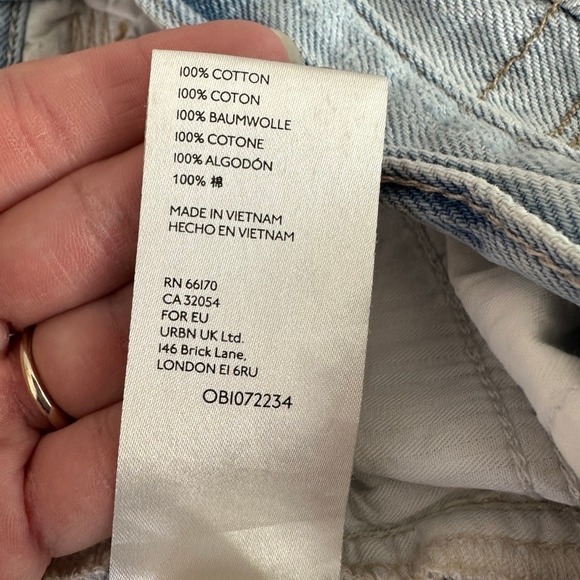 100% COTTON
100% COTON
100% BAUMWOLLE
100% COTONE
100% ALGODÓN
100% 棉
MADE IN VIETNAM
HECHO EN VIETNAM
RN 66170
CA 32054
FOR EU
URBN UK Ltd.
146 Brick Lane,
LONDON E1 6RU
OB1072234